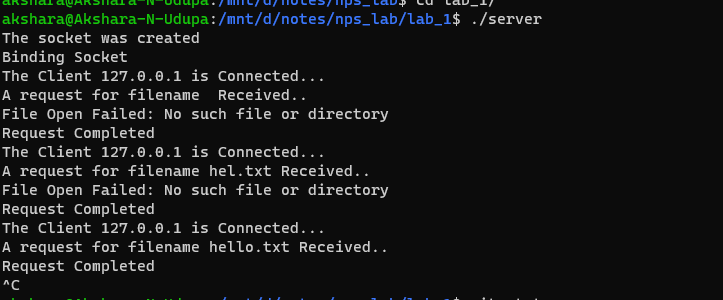 akshara@Akshara-N-Udupa:/mnt/d/notes/nps_lab$ cd lab_1/
akshara@Akshara-N-Udupa:/mnt/d/notes/nps_lab/lab_1$ ./server
The socket was created
Binding Socket
The Client 127.0.0.1 is Connected...
A request for filename  Received..
File Open Failed: No such file or directory
Request Completed
The Client 127.0.0.1 is Connected...
A request for filename hel.txt Received..
File Open Failed: No such file or directory
Request Completed
The Client 127.0.0.1 is Connected...
A request for filename hello.txt Received..
Request Completed
^C